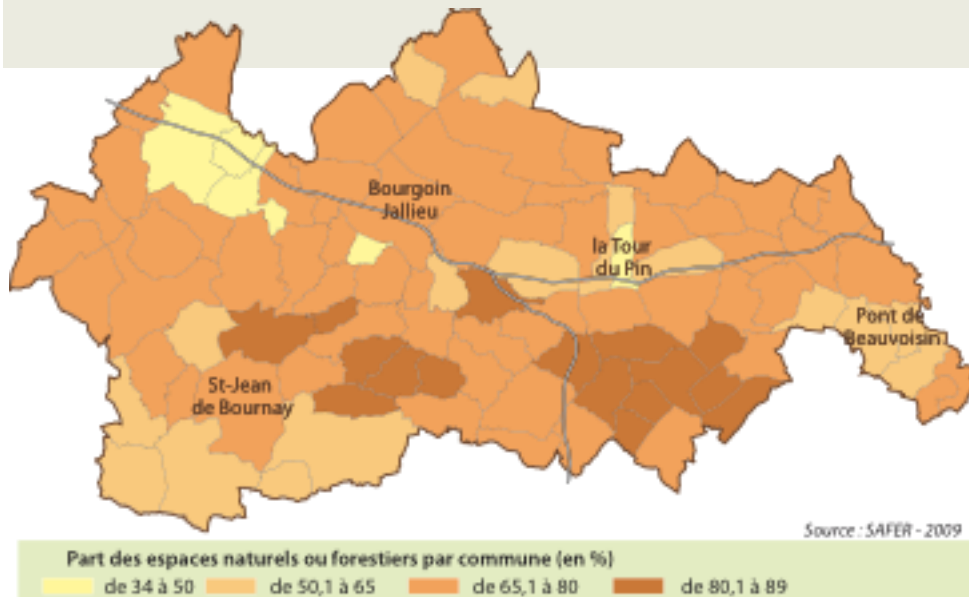 Bourgoin
Jallieu
la Tour
du Pin
Pont de
Beauvoisin
St-Jean
de Bournay
Source : SAFER - 2009
Part des espaces naturels ou forestiers par commune (en %)
de 34 à 50
de 50,1 à 65
de 65,1 à 80
de 80,1 à 89